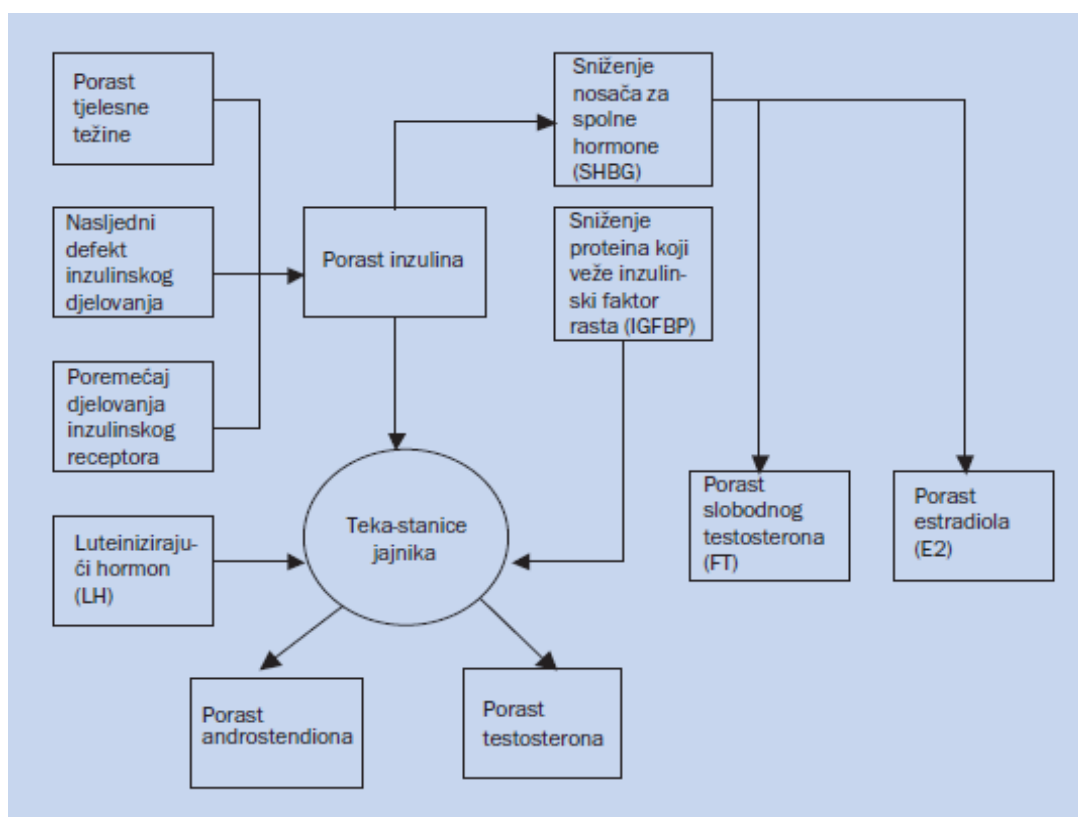 Porast
tjelesne
težine
Nasljedni
defekt
inzulinskog
djelovanja
Poremećaj
djelovanja
inzulinskog
receptora
Luteiniziraju-
ći hormon
(LH)
Porast inzulina
Sniženje
nosača za
spolne
hormone
(SHBG)
Sniženje
proteina koji
veže inzulin-
ski faktor
rasta (IGFBP)
Teka-stanice
jajnika
Porast
slobodnog
testosterona
(FT)
Porast
estradiola
(E2)
Porast
androstendiona
Porast
testosterona